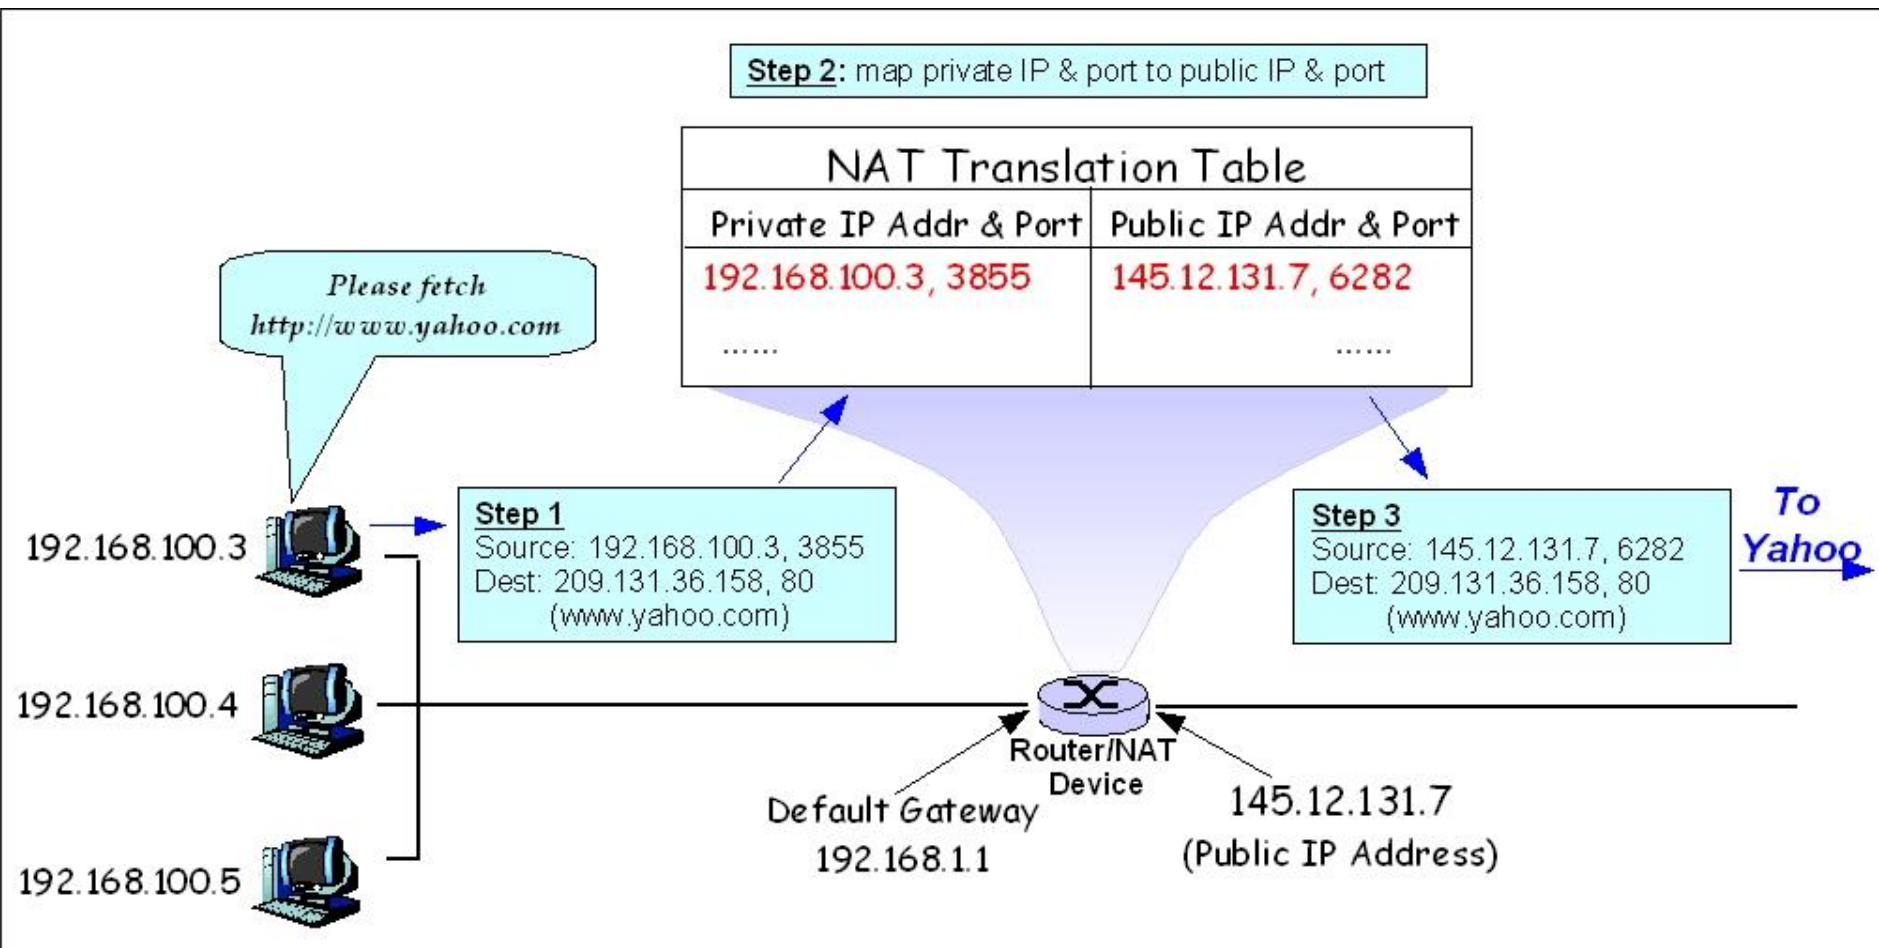 Step 2: map private IP & port to public IP & port
NAT Translation Table
Private IP Addr & Port
Public IP Addr & Port
192.168.100.3, 3855
145.12.131.7, 6282
......
......
Please fetch
http://www.yahoo.com
Step 1
Source: 192.168.100.3, 3855
Dest: 209.131.36.158, 80
(www.yahoo.com)
Step 3
Source: 145.12.131.7, 6282
Dest: 209.131.36.158, 80
(www.yahoo.com)
To
Yahoo
192.168.100.3
192.168.100.4
192.168.100.5
Router/NAT
Device
Default Gateway
192.168.1.1
145.12.131.7
(Public IP Address)